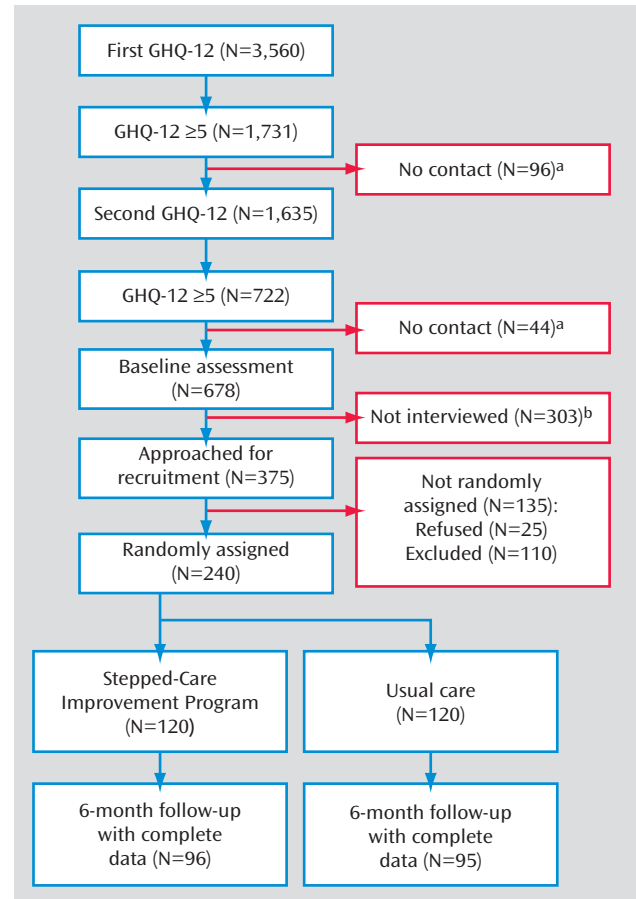 First GHQ-12 (N=3,560)
GHQ-12 ≥5 (N=1,731)
No contact (N=96)a
Second GHQ-12 (N=1,635)
GHQ-12 ≥5 (N=722)
No contact (N=44)a
Baseline assessment
(N=678)
Not interviewed (N=303)b
Approached for
recruitment (N=375)
Not randomly
assigned (N=135):
Refused (N=25)
Excluded (N=110)
Randomly assigned
(N=240)
Stepped-Care
Improvement Program
(N=120)
Usual care
(N=120)
6-month follow-up
with complete
data (N=96)
6-month follow-up
with complete
data (N=95)